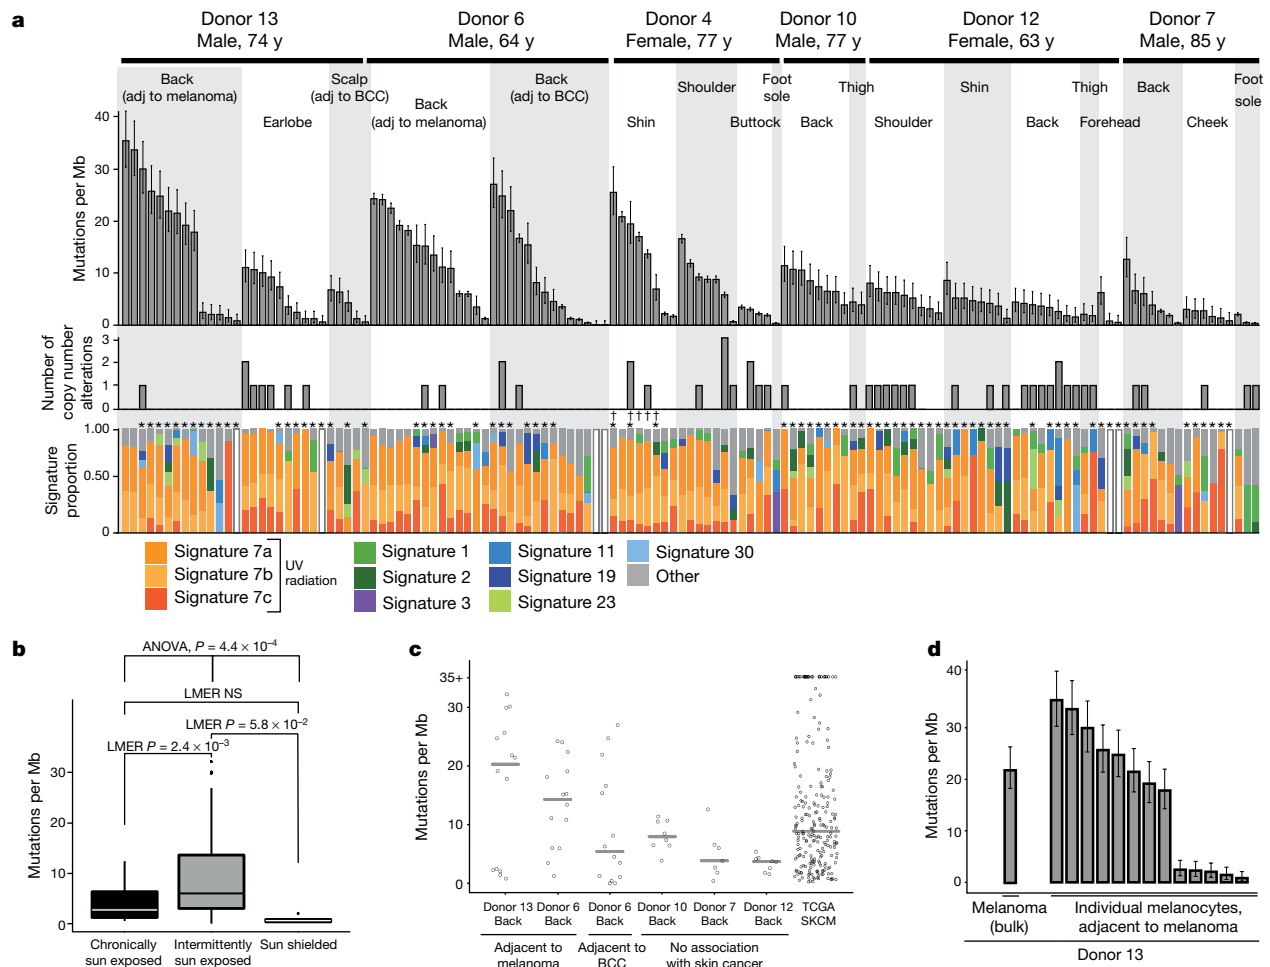 a
Donor 13
Male, 74 y
Donor 6
Male, 64 y
Donor 4
Female, 77 y
Donor 10
Male, 77 y
Donor 12
Female, 63 y
Donor 7
Male, 85 y
Back
(adj to melanoma)
Earlobe
Scalp
(adj to BCC)
Back
(adj to melanoma)
Back
(adj to BCC)
Shin
Shoulder
Buttock
Foot
sole
Back
Thigh
Shoulder
Shin
Back
Thigh
Forehead
Back
Cheek
Foot
sole
Mutations per Mb
40
30
20
10
0
Number of
copy number
alterations
3
2
1
0
Signature
proportion
1.00
0.50
0
Signature 7a
Signature 7b
Signature 7c
UV
radiation
Signature 1
Signature 2
Signature 3
Signature 11
Signature 19
Signature 23
Signature 30
Other
b
ANOVA, P = 4.4 × 10⁻⁴
LMER NS
LMER P = 5.8 × 10⁻²
LMER P = 2.4 × 10⁻³
Mutations per Mb
30
20
10
0
Chronically
sun exposed
Intermittently
sun exposed
Sun shielded
c
Mutations per Mb
35+
30
20
10
0
Donor 13
Back
Donor 6
Back
Donor 6
Back
Donor 10
Back
Donor 7
Back
Donor 12
Back
TCGA
SKCM
Adjacent to
melanoma
Adjacent to
BCC
No association
with skin cancer
d
Mutations per Mb
40
30
20
10
0
Melanoma
(bulk)
Individual melanocytes,
adjacent to melanoma
Donor 13